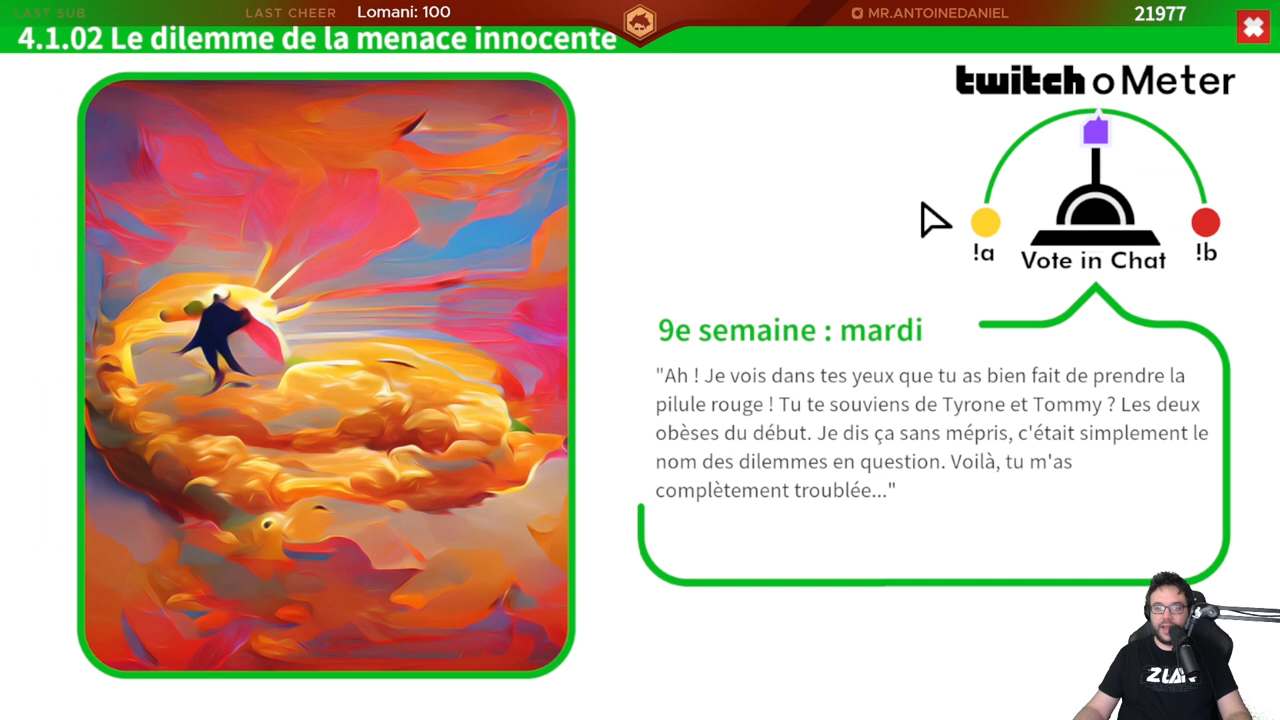 LAST SUB
LAST CHEER Lomani: 100
MR.ANTOINEDANIEL
21977
4.1.02 Le dilemme de la menace innocente
twitch o Meter
!a
Vote in Chat
!b
9e semaine : mardi
"Ah ! Je vois dans tes yeux que tu as bien fait de prendre la
pilule rouge ! Tu te souviens de Tyrone et Tommy ? Les deux
obèses du début. Je dis ça sans mépris, c'était simplement le
nom des dilemmes en question. Voilà, tu m'as
complètement troublée..."